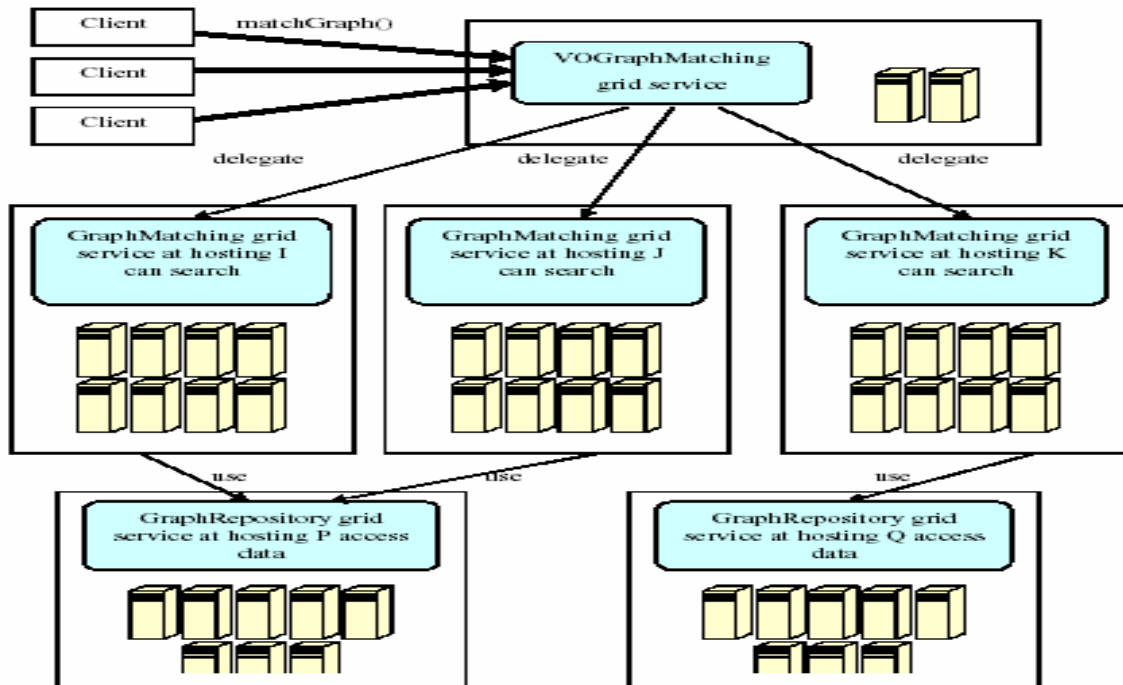 Client
matchGraph()
Client
Client
VOGraphMatching
grid service
delegate
delegate
delegate
GraphMatching grid
service at hosting I
can search
GraphMatching grid
service at hosting J
can search
GraphMatching grid
service at hosting K
can search
use
use
use
GraphRepository grid
service at hosting P access
data
GraphRepository grid
service at hosting Q access
data